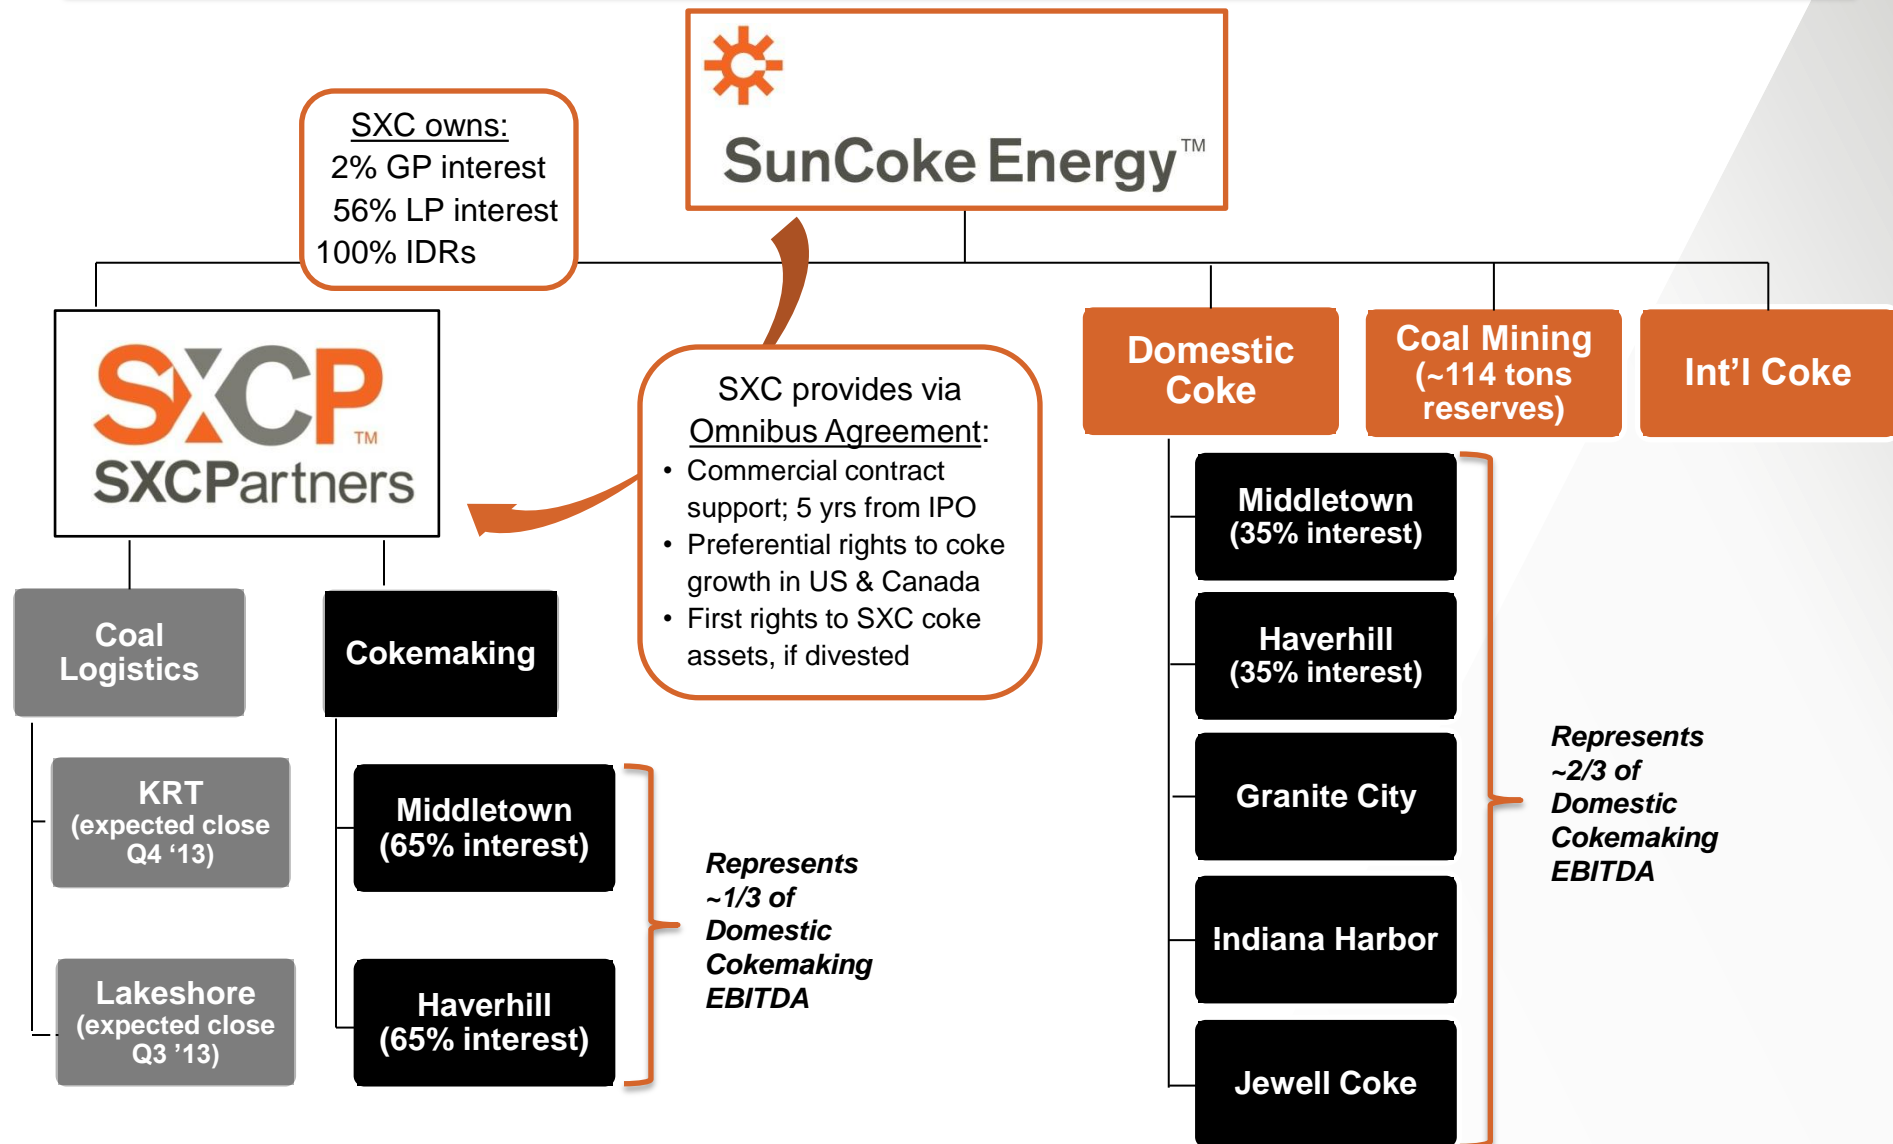 SunCoke Energy™
SXC owns:
2% GP interest
56% LP interest
100% IDRs
SXCP™
SXCPartners
SXC provides via
Omnibus Agreement:
• Commercial contract
support; 5 yrs from IPO
• Preferential rights to coke
growth in US & Canada
• First rights to SXC coke
assets, if divested
Domestic
Coke
Coal Mining
(~114 tons
reserves)
Int’l Coke
Coal
Logistics
Cokemaking
KRT
(expected close
Q4 ‘13)
Lakeshore
(expected close
Q3 ’13)
Middletown
(65% interest)
Haverhill
(65% interest)
Represents
~1/3 of
Domestic
Cokemaking
EBITDA
Middletown
(35% interest)
Haverhill
(35% interest)
Granite City
Indiana Harbor
Jewell Coke
Represents
~2/3 of
Domestic
Cokemaking
EBITDA